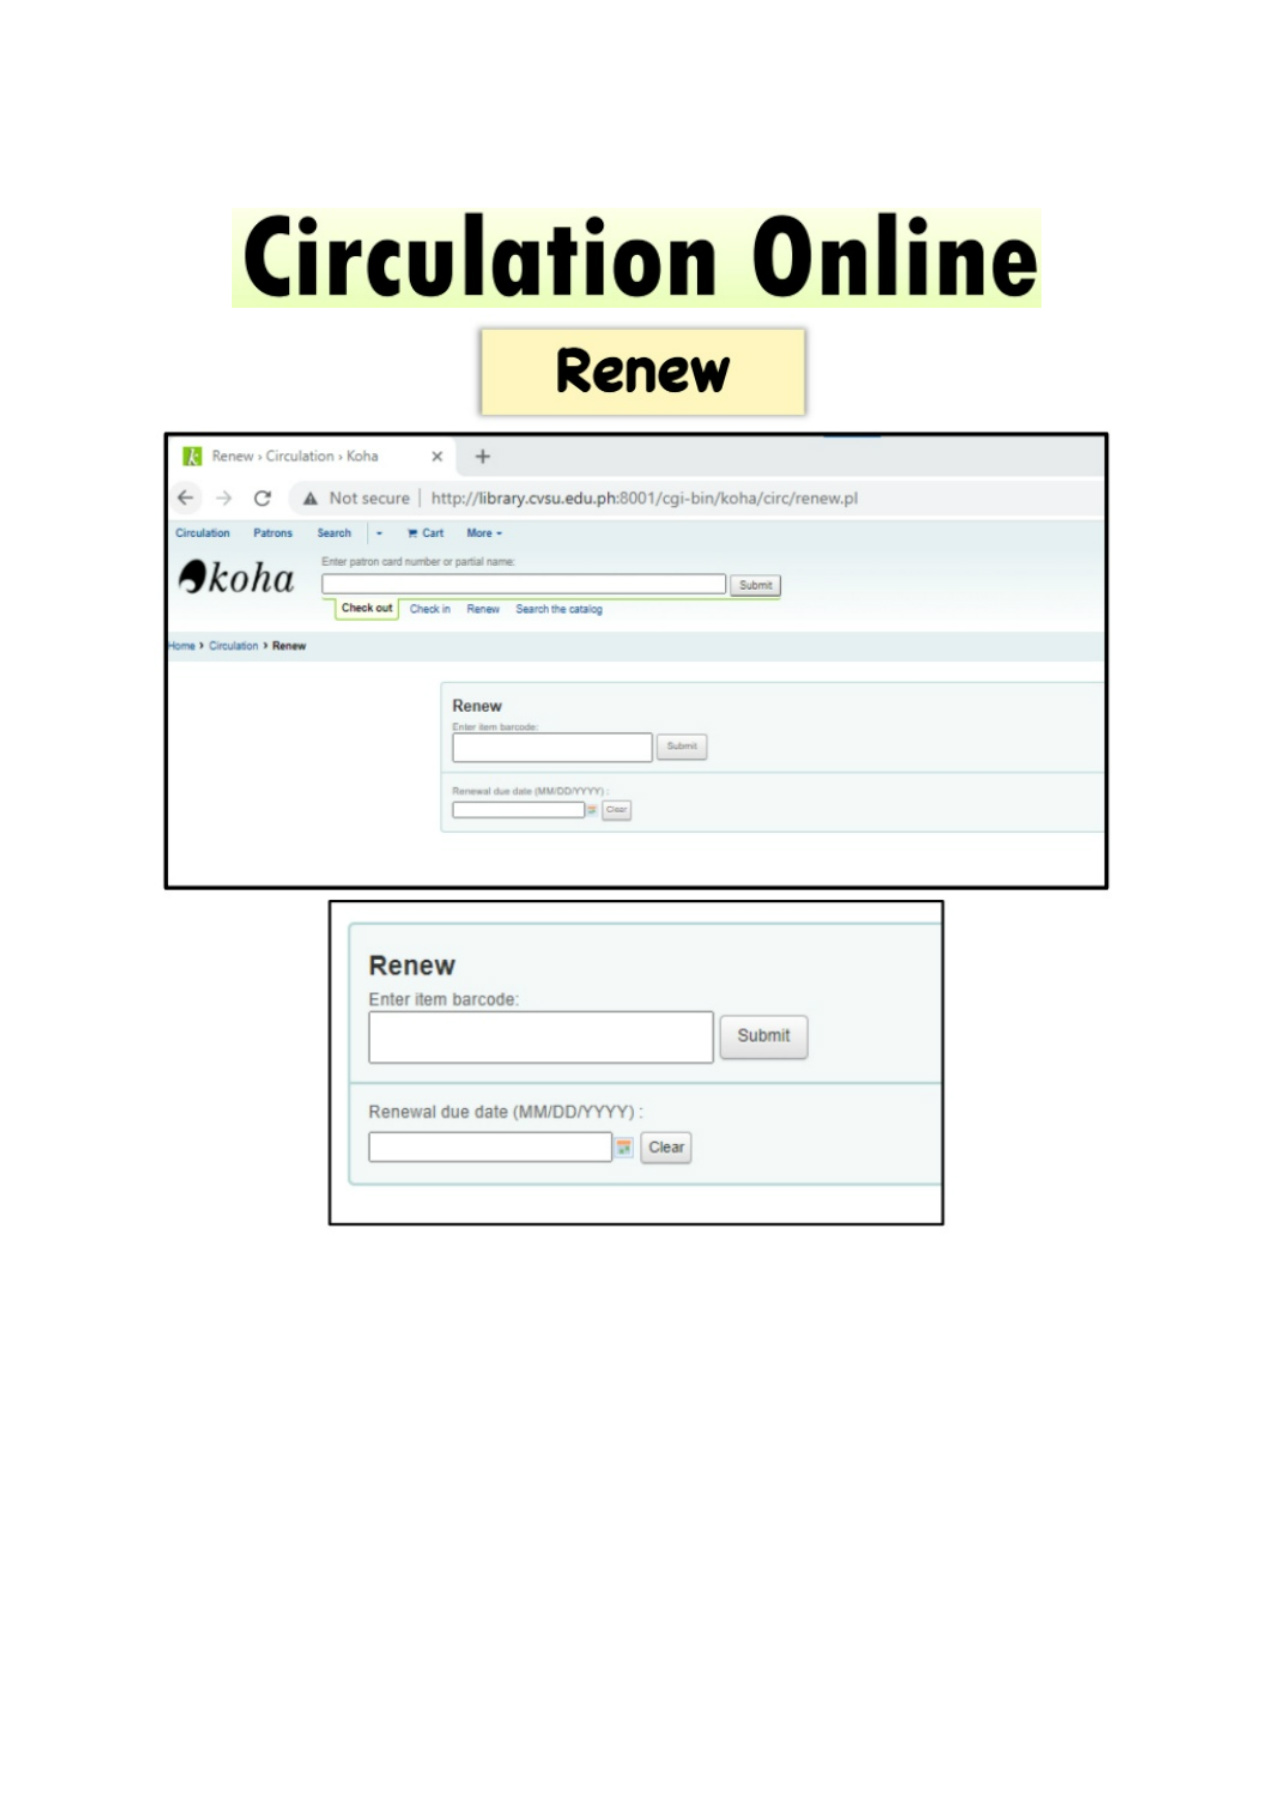 Circulation Online
Renew
Renew › Circulation › Koha
Not secure | http://library.cvsu.edu.ph:8001/cgi-bin/koha/circ/renew.pl
Circulation Patrons Search Cart More
Enter patron card number or partial name:
koha
Submit
Check out Check in Renew Search the catalog
Home › Circulation › Renew
Renew
Enter item barcode:
Submit
Renewal due date (MM/DD/YYYY) :
Clear
Renew
Enter item barcode:
Submit
Renewal due date (MM/DD/YYYY) :
Clear